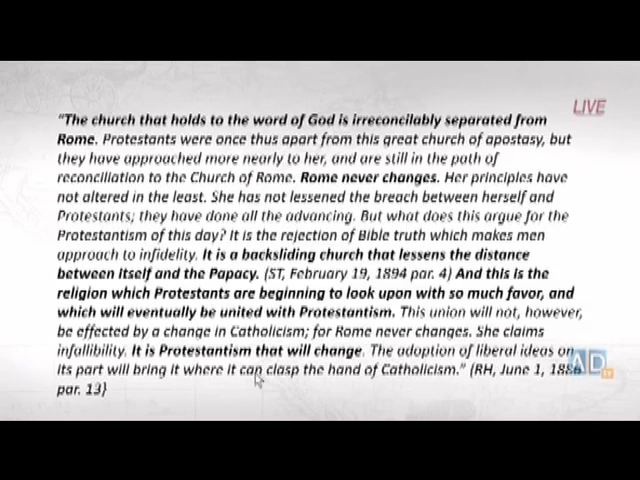 LIVE
"The church that holds to the word of God is irreconcilably separated from
Rome. Protestants were once thus apart from this great church of apostasy, but
they have approached more nearly to her, and are still in the path of
reconciliation to the Church of Rome. Rome never changes. Her principles have
not altered in the least. She has not lessened the breach between herself and
Protestants; they have done all the advancing. But what does this argue for the
Protestantism of this day? It is the rejection of Bible truth which makes men
approach to infidelity. It is a backsliding church that lessens the distance
between itself and the Papacy. (ST, February 19, 1894 par. 4) And this is the
religion which Protestants are beginning to look upon with so much favor, and
which will eventually be united with Protestantism. This union will not, however,
be effected by a change in Catholicism; for Rome never changes. She claims
infallibility. It is Protestantism that will change. The adoption of liberal ideas on
its part will bring it where it can clasp the hand of Catholicism." (RH, June 1,
par. 13}
AD